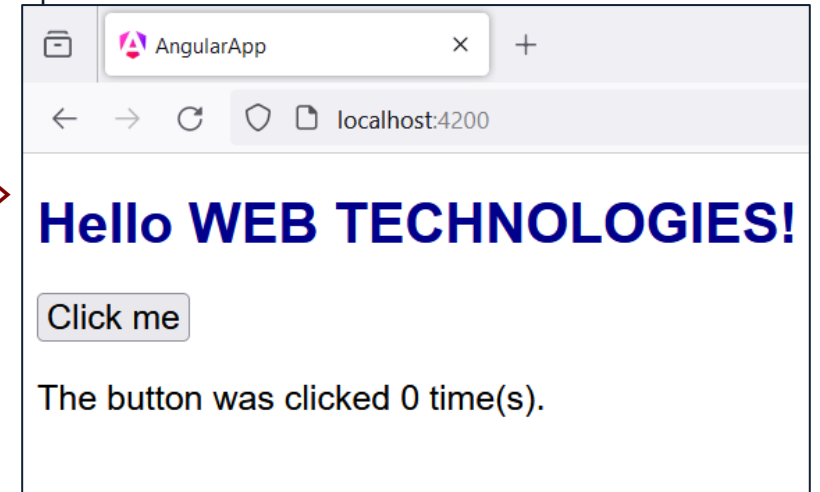 AngularApp
localhost:4200
Hello WEB TECHNOLOGIES!
Click me
The button was clicked 0 time(s).